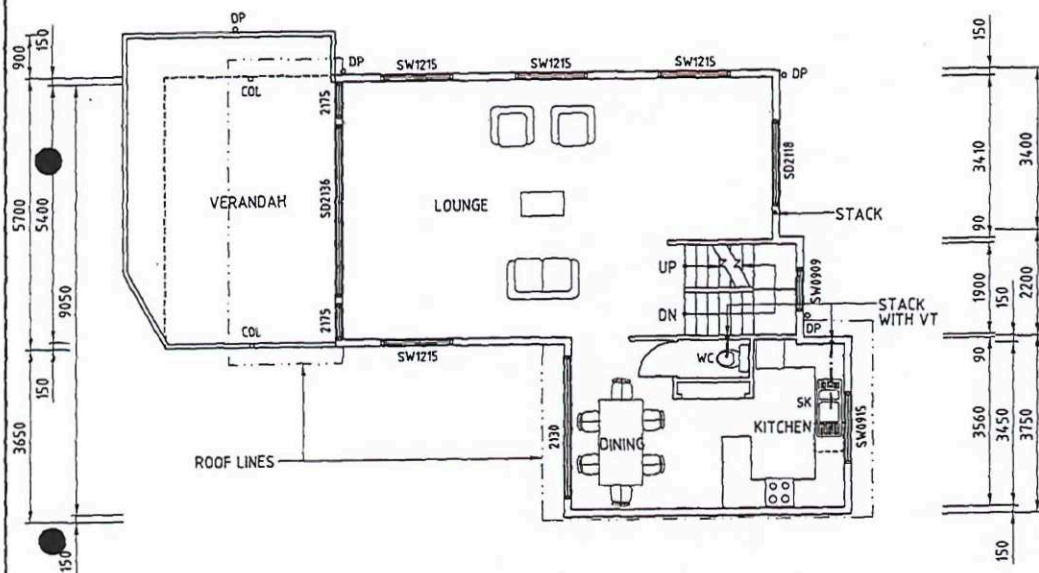 DP
900
150
150
DP
SW1215
SW1215
SW1215
DP
COL
2175
SD2118
3410
3400
5700
5400
VERANDAH
SD2136
LOUNGE
STACK
90
UP
SW0909
1900
150
2200
9050
DN
STACK
WITH VT
2175
DP
COL
SW1215
WC
90
150
3650
2130
DINING
SK
KITCHEN
SW0915
3560
3450
3750
ROOF LINES
150
150